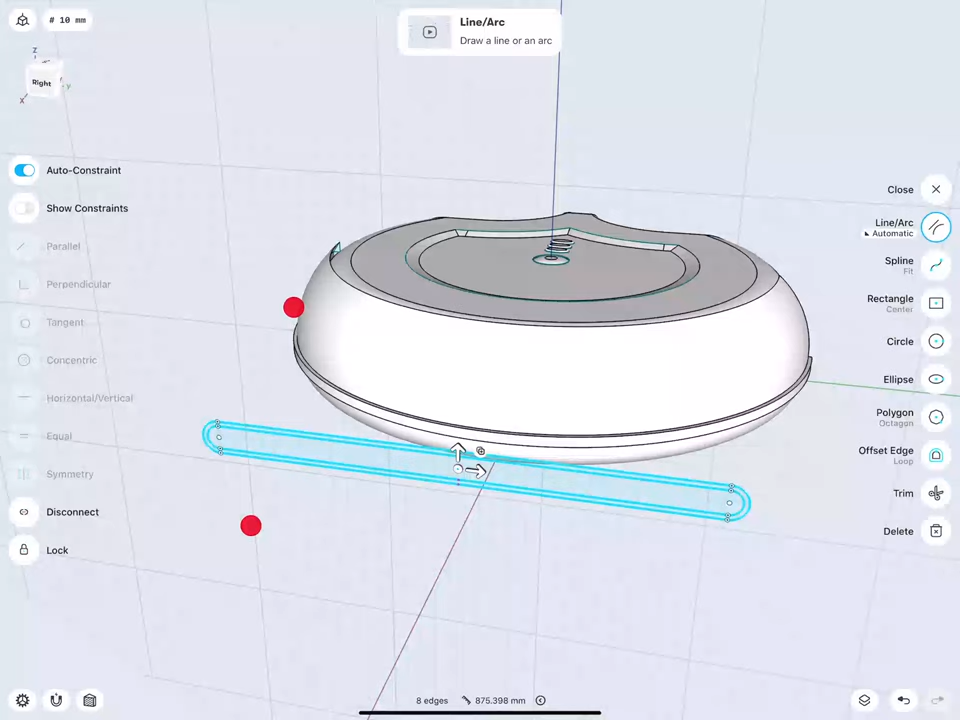 # 10 mm
Line/Arc
Draw a line or an arc
Z
Right
y
X
Auto-Constraint
Show Constraints
Parallel
Perpendicular
Tangent
Concentric
Horizontal/Vertical
Equal
Symmetry
Disconnect
Lock
Close
Line/Arc
Automatic
Spline
Fit
Rectangle
Center
Circle
Ellipse
Polygon
Octagon
Offset Edge
Loop
Trim
Delete
8 edges
875.398 mm